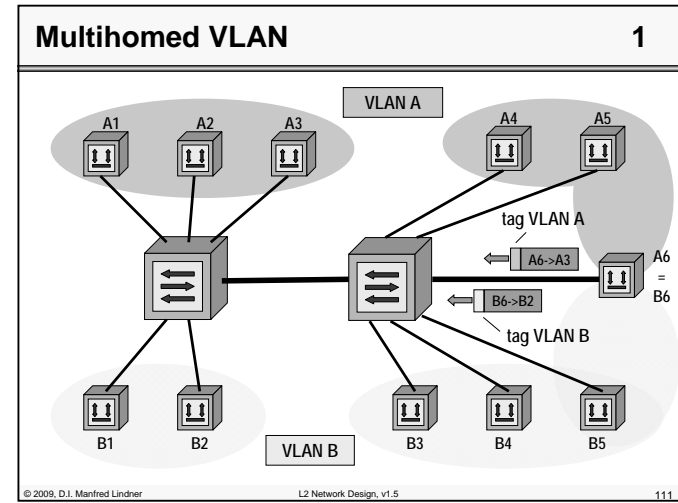 Multihomed VLAN 1
VLAN A
A1 A2 A3 A4 A5
tag VLAN A
A6->A3
A6
=
B6
B6->B2
tag VLAN B
B1 B2 B3 B4 B5
VLAN B
© 2009, D.I. Manfred Lindner L2 Network Design, v1.5 111